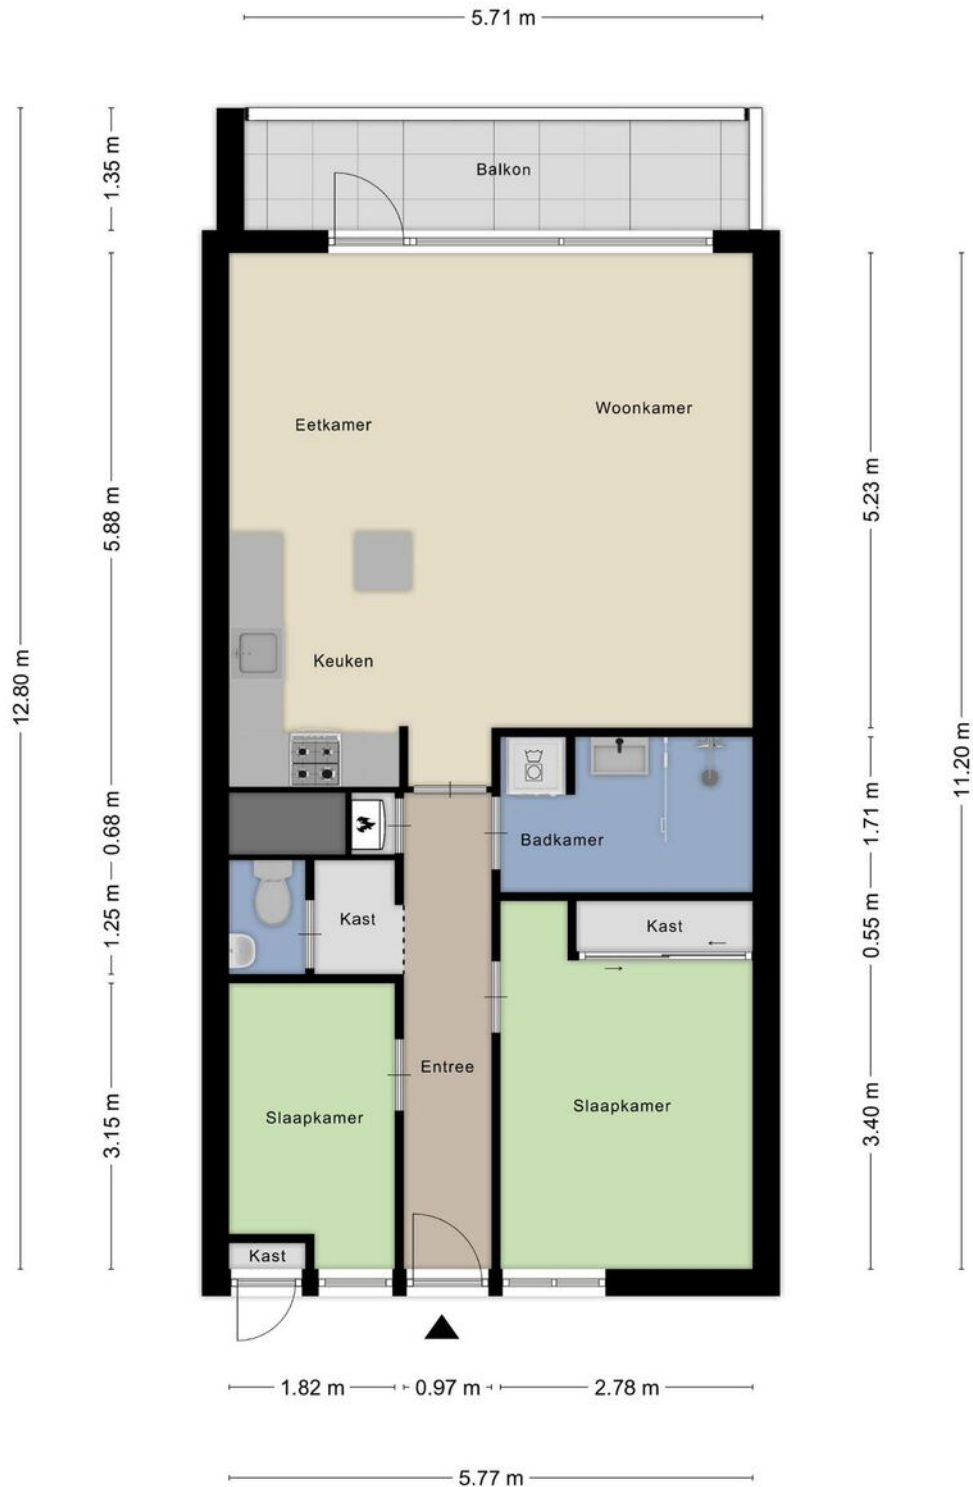 5.71 m
1.35 m
Balkon
Woonkamer
Eetkamer
5.23 m
5.88 m
Keuken
12.80 m
11.20 m
0.68 m
1.71 m
Badkamer
1.25 m
Kast
Kast
0.55 m
Entree
Slaapkamer
Slaapkamer
3.15 m
3.40 m
Kast
1.82 m
0.97 m
2.78 m
5.77 m